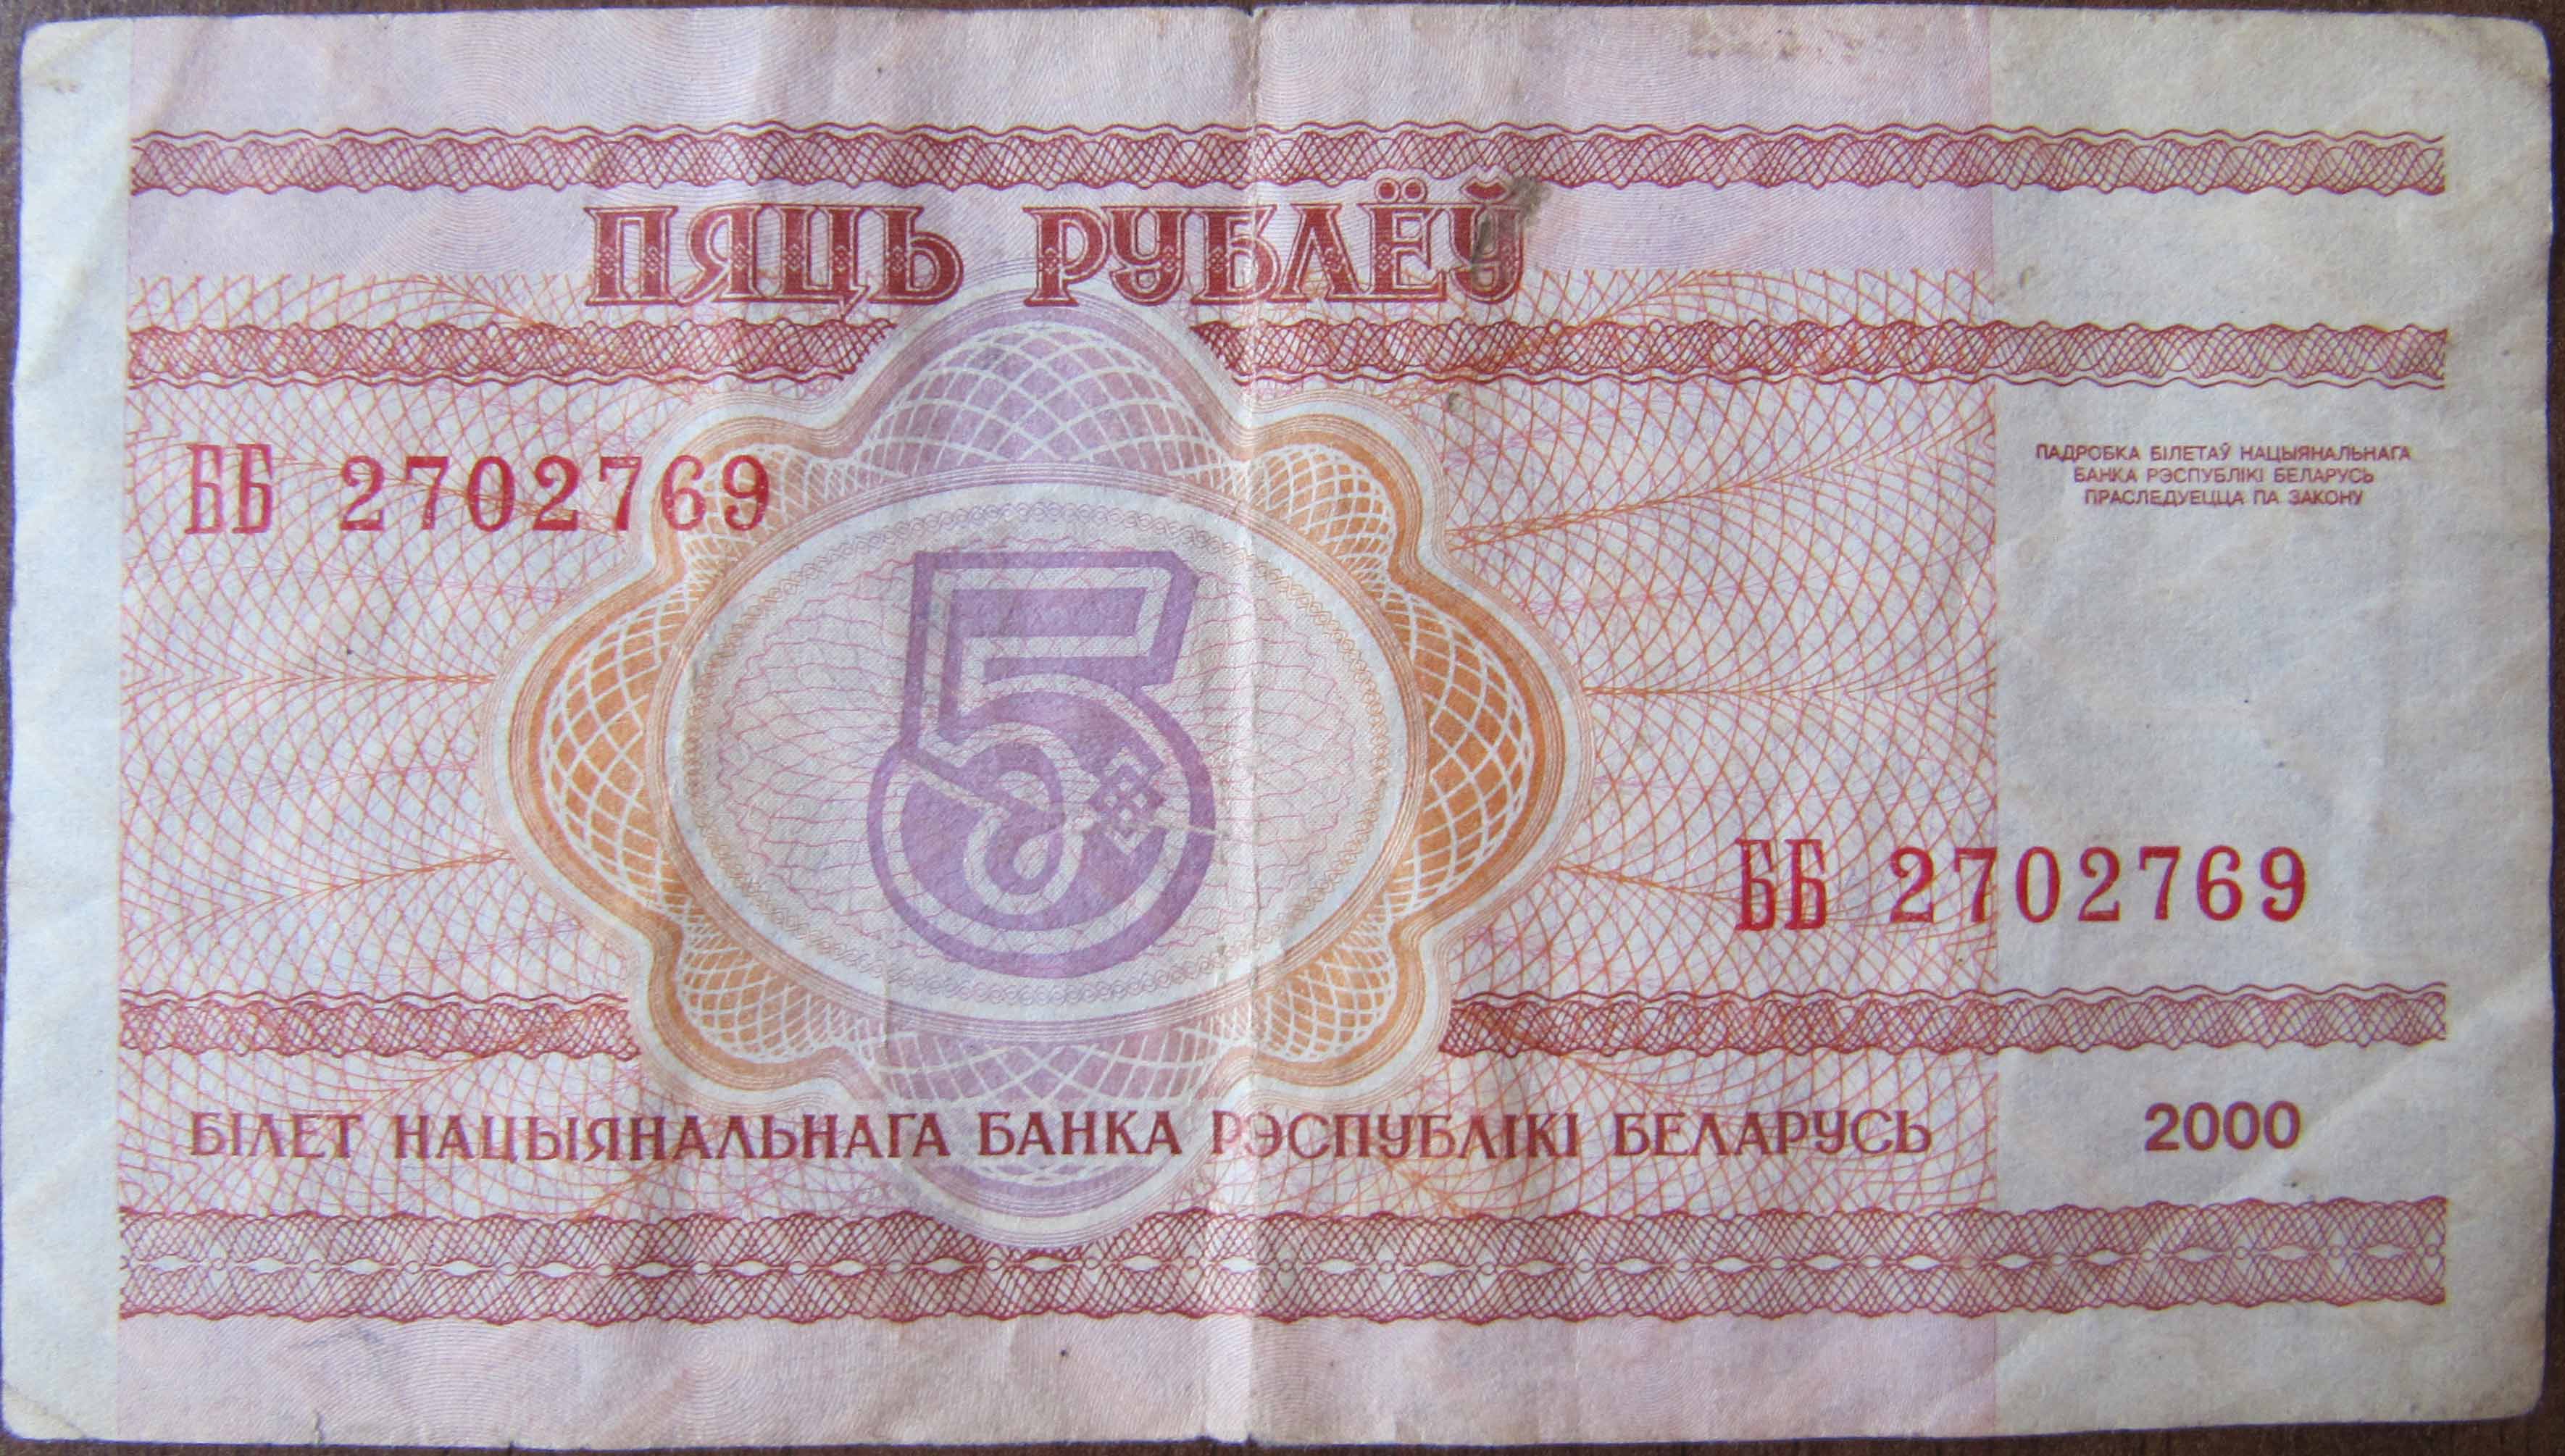 ПЯЦЬ РУБЛЁЎ
ББ 2702769
ПАДРОБКА БІЛЕТАЎ НАЦЫЯНАЛЬНАГА
БАНКА РЭСПУБЛІКІ БЕЛАРУСЬ
ПРАСЛЕДУЕЦЦА ПА ЗАКОНУ
5
ББ 2702769
БІЛЕТ НАЦЫЯНАЛЬНАГА БАНКА РЭСПУБЛІКІ БЕЛАРУСЬ
2000